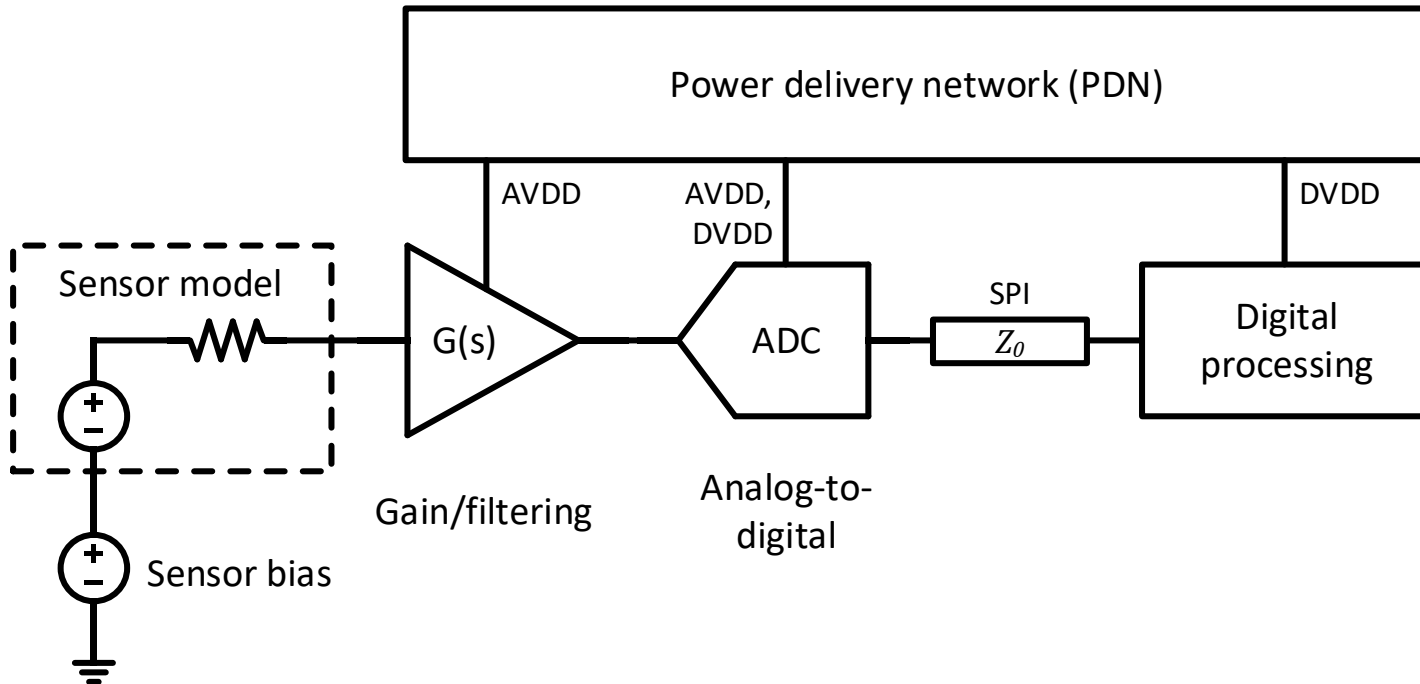 Power delivery network (PDN)
AVDD
AVDD,
DVDD
DVDD
Sensor model
+
−
G(s)
ADC
SPI
Z0
Digital
processing
Gain/filtering
Analog-to-
digital
+
−
Sensor bias